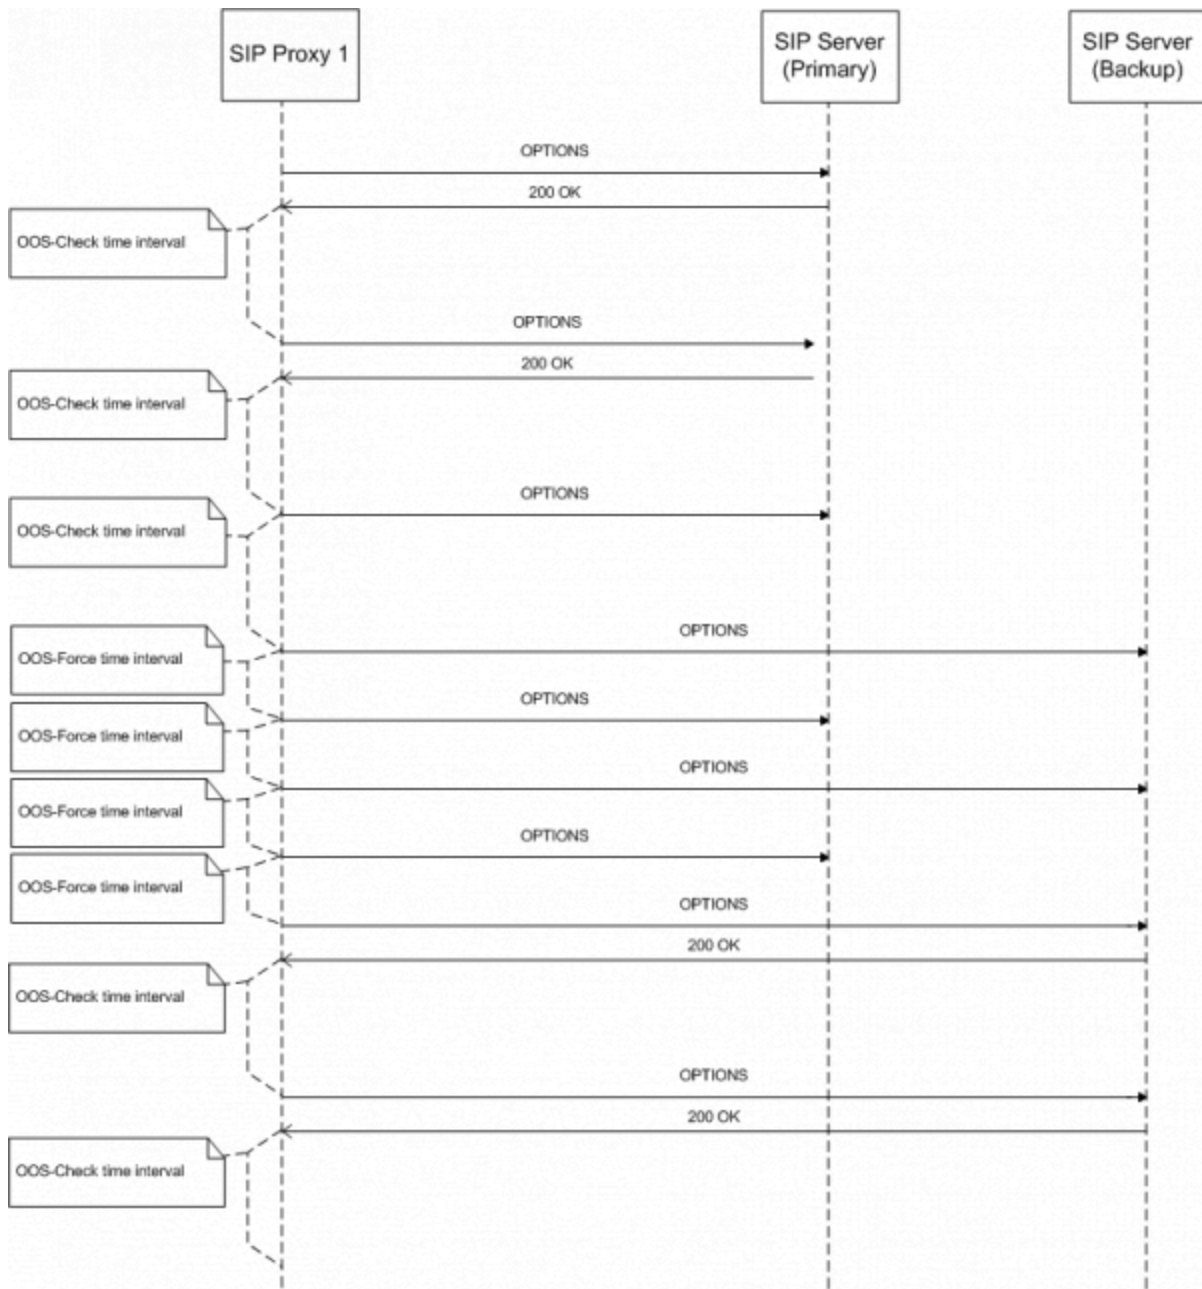 SIP Proxy 1
SIP Server
(Primary)
SIP Server
(Backup)
OPTIONS
200 OK
OOS-Check time interval
OPTIONS
200 OK
OOS-Check time interval
OPTIONS
OOS-Check time interval
OPTIONS
OOS-Force time interval
OPTIONS
OOS-Force time interval
OPTIONS
OOS-Force time interval
OPTIONS
OOS-Force time interval
OPTIONS
200 OK
OOS-Check time interval
OPTIONS
200 OK
OOS-Check time interval